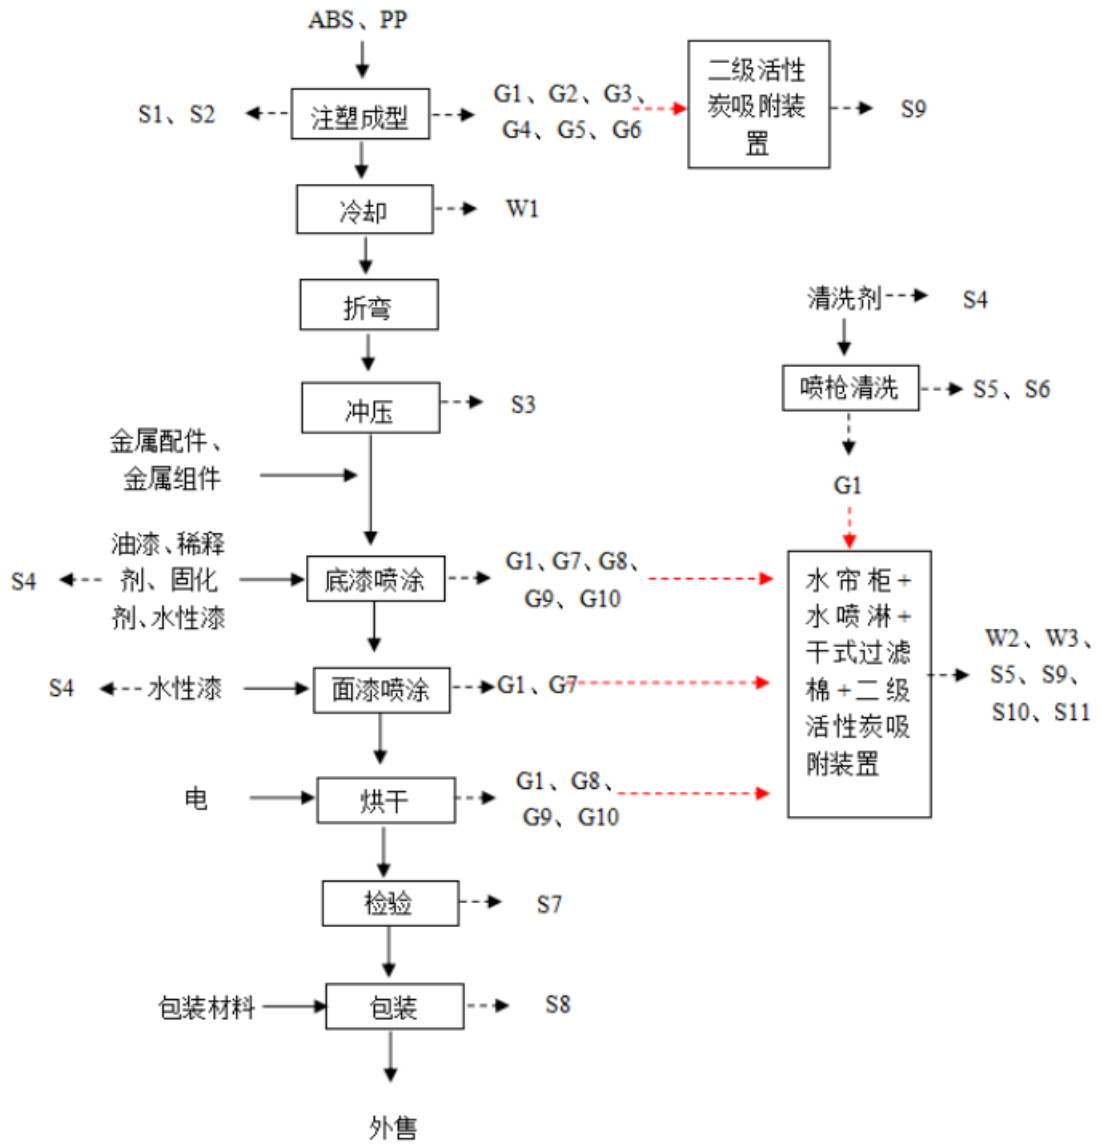 ABS、PP
S1、S2
注塑成型
G1、G2、G3、
G4、G5、G6
二级活性
炭吸附装
置
S9
冷却
W1
折弯
清洗剂
S4
喷枪清洗
S5、S6
冲压
S3
金属配件、
金属组件
G1
S4
油漆、稀释
剂、固化
剂、水性漆
底漆喷涂
G1、G7、G8、
G9、G10
水帘柜+
水喷淋+
干式过滤
棉+二级
活性炭吸
附装置
W2、W3、
S5、S9、
S10、S11
S4
水性漆
面漆喷涂
G1、G7
电
烘干
G1、G8、
G9、G10
检验
S7
包装材料
包装
S8
外售